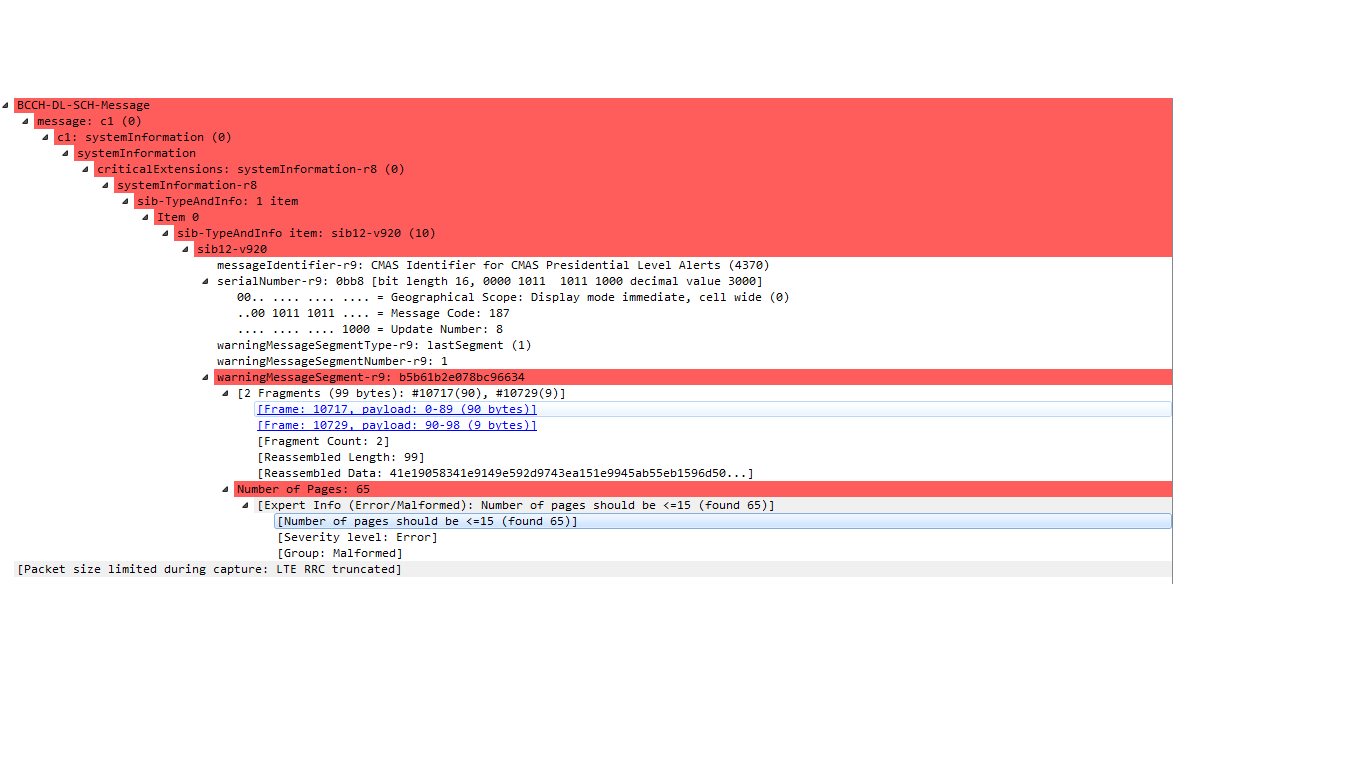 BCCH-DL-SCH-Message
message: c1 (0)
c1: systemInformation (0)
systemInformation
criticalExtensions: systemInformation-r8 (0)
systemInformation-r8
sib-TypeAndInfo: 1 item
Item 0
sib-TypeAndInfo item: sib12-v920 (10)
sib12-v920
messageIdentifier-r9: CMAS Identifier for CMAS Presidential Level Alerts (4370)
serialNumber-r9: 0bb8 [bit length 16, 0000 1011  1011 1000 decimal value 3000]
00.. .... .... .... = Geographical Scope: Display mode immediate, cell wide (0)
..00 1011 1011 .... = Message Code: 187
.... .... .... 1000 = Update Number: 8
warningMessageSegmentType-r9: lastSegment (1)
warningMessageSegmentNumber-r9: 1
warningMessageSegment-r9: b5b61b2e078bc96634
[2 Fragments (99 bytes): #10717(90), #10729(9)]
[Frame: 10717, payload: 0-89 (90 bytes)]
[Frame: 10729, payload: 90-98 (9 bytes)]
[Fragment Count: 2]
[Reassembled Length: 99]
[Reassembled Data: 41e19058341e9149e592d9743ea151e9945ab55eb1596d50...]
Number of Pages: 65
[Expert Info (Error/Malformed): Number of pages should be <=15 (found 65)]
[Number of pages should be <=15 (found 65)]
[Severity level: Error]
[Group: Malformed]
[Packet size limited during capture: LTE RRC truncated]